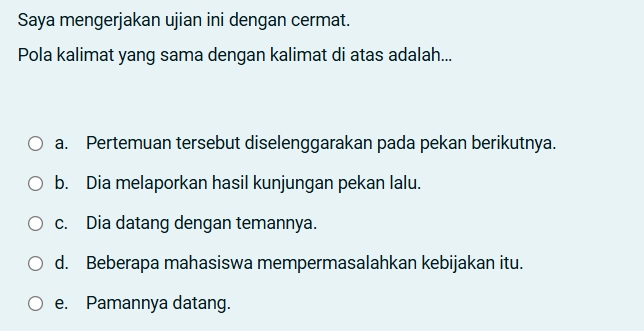 Saya mengerjakan ujian ini dengan cermat.
Pola kalimat yang sama dengan kalimat di atas adalah...
a. Pertemuan tersebut diselenggarakan pada pekan berikutnya.
b. Dia melaporkan hasil kunjungan pekan lalu.
c. Dia datang dengan temannya.
d. Beberapa mahasiswa mempermasalahkan kebijakan itu.
e. Pamannya datang.